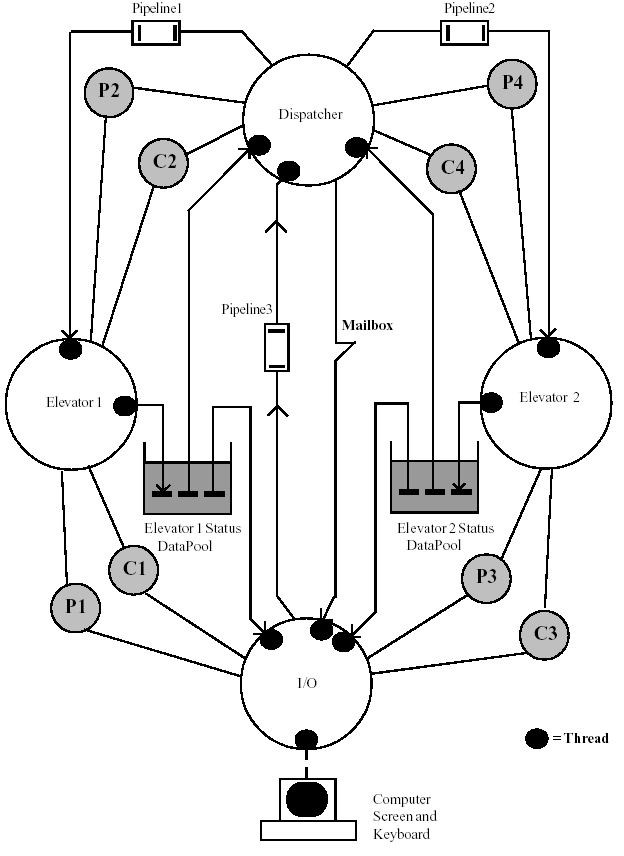 Pipeline1
Pipeline2
P2
P4
Dispatcher
C2
C4
Pipeline3
Mailbox
Elevator 1
Elevator 2
Elevator 1 Status
DataPool
Elevator 2 Status
DataPool
C1
P3
P1
C3
I/O
= Thread
Computer
Screen and
Keyboard